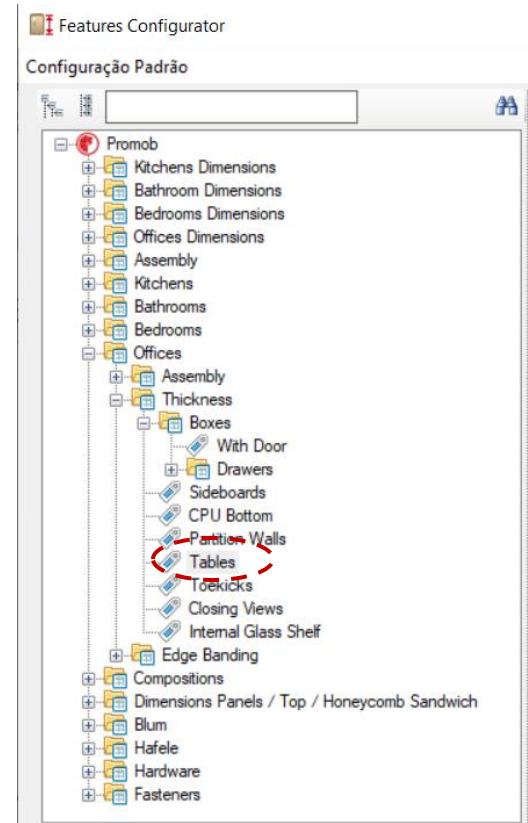 Features Configurator
Configuração Padrão
Promob
Kitchens Dimensions
Bathroom Dimensions
Bedrooms Dimensions
Offices Dimensions
Assembly
Kitchens
Bathrooms
Bedrooms
Offices
Assembly
Thickness
Boxes
With Door
Drawers
Sideboards
CPU Bottom
Partition Walls
Tables
Toekicks
Closing Views
Internal Glass Shelf
Edge Banding
Compositions
Dimensions Panels / Top / Honeycomb Sandwich
Blum
Hafele
Hardware
Fasteners